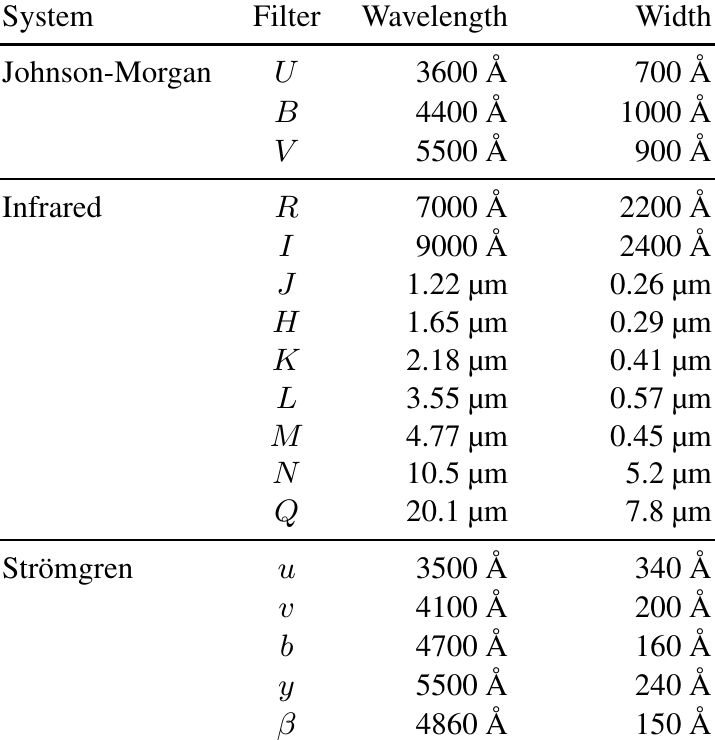 System Filter Wavelength Width
Johnson-Morgan U 3600 Å 700 Å
B 4400 Å 1000 Å
V 5500 Å 900 Å
Infrared R 7000 Å 2200 Å
I 9000 Å 2400 Å
J 1.22 µm 0.26 µm
H 1.65 µm 0.29 µm
K 2.18 µm 0.41 µm
L 3.55 µm 0.57 µm
M 4.77 µm 0.45 µm
N 10.5 µm 5.2 µm
Q 20.1 µm 7.8 µm
Strömgren u 3500 Å 340 Å
v 4100 Å 200 Å
b 4700 Å 160 Å
y 5500 Å 240 Å
β 4860 Å 150 Å